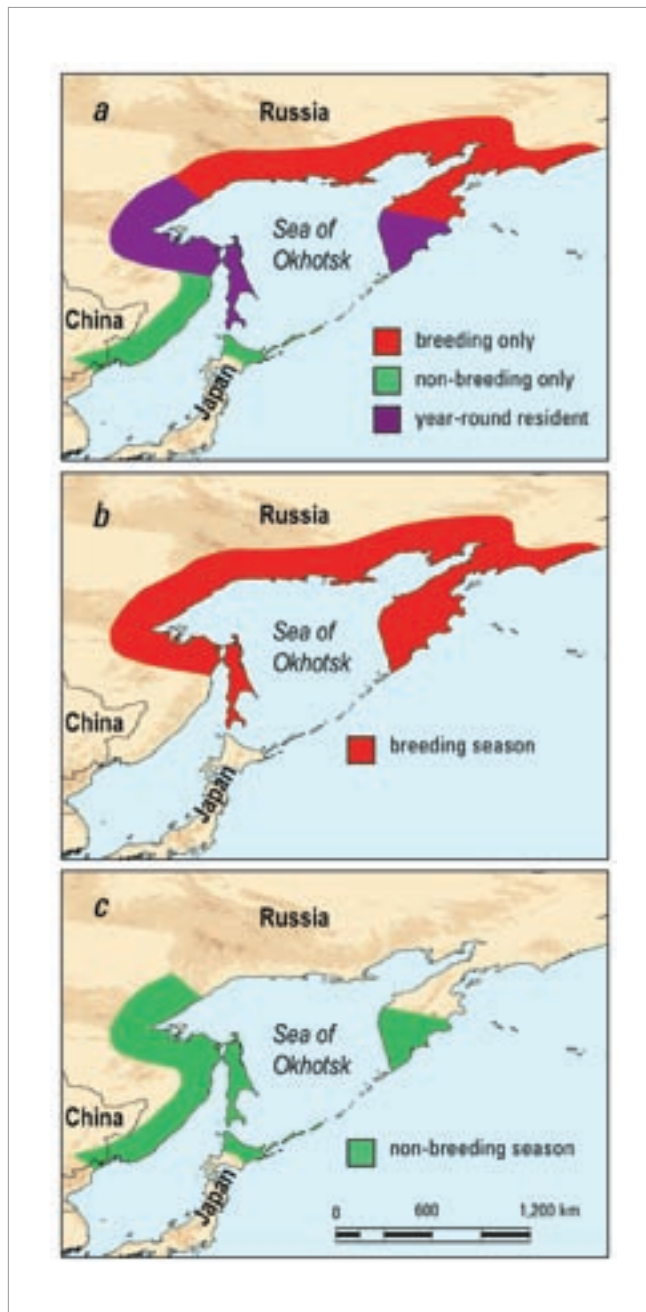 a
Russia
Sea of
Okhotsk
China
Japan
breeding only
non-breeding only
year-round resident
b
Russia
Sea of
Okhotsk
China
Japan
breeding season
c
Russia
Sea of
Okhotsk
China
Japan
non-breeding season
0 600 1,200 km